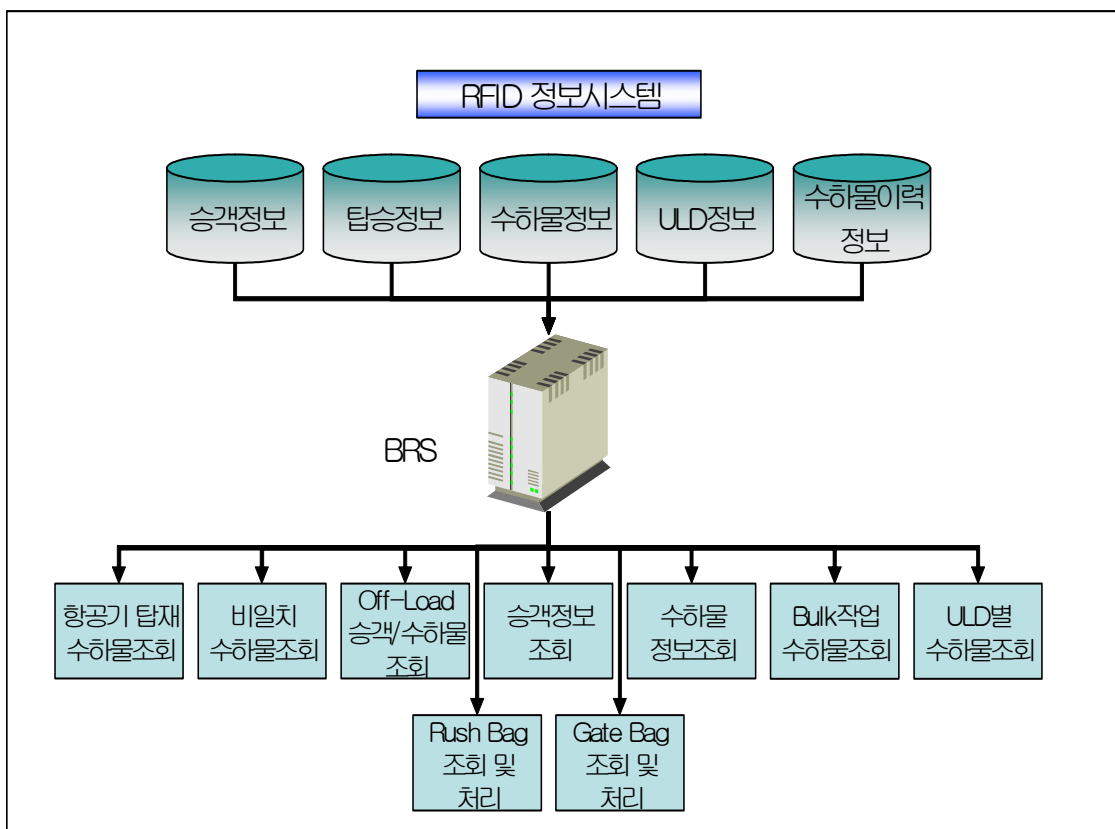 RFID 정보시스템
승객정보
탑승정보
수하물정보
ULD정보
수하물이력
정보
BRS
항공기 탑재
수하물조회
비일치
수하물조회
Off-Load
승객/수하물
조회
승객정보
조회
수하물
정보조회
Bulk작업
수하물조회
ULD별
수하물조회
Rush Bag
조회 및
처리
Gate Bag
조회 및
처리